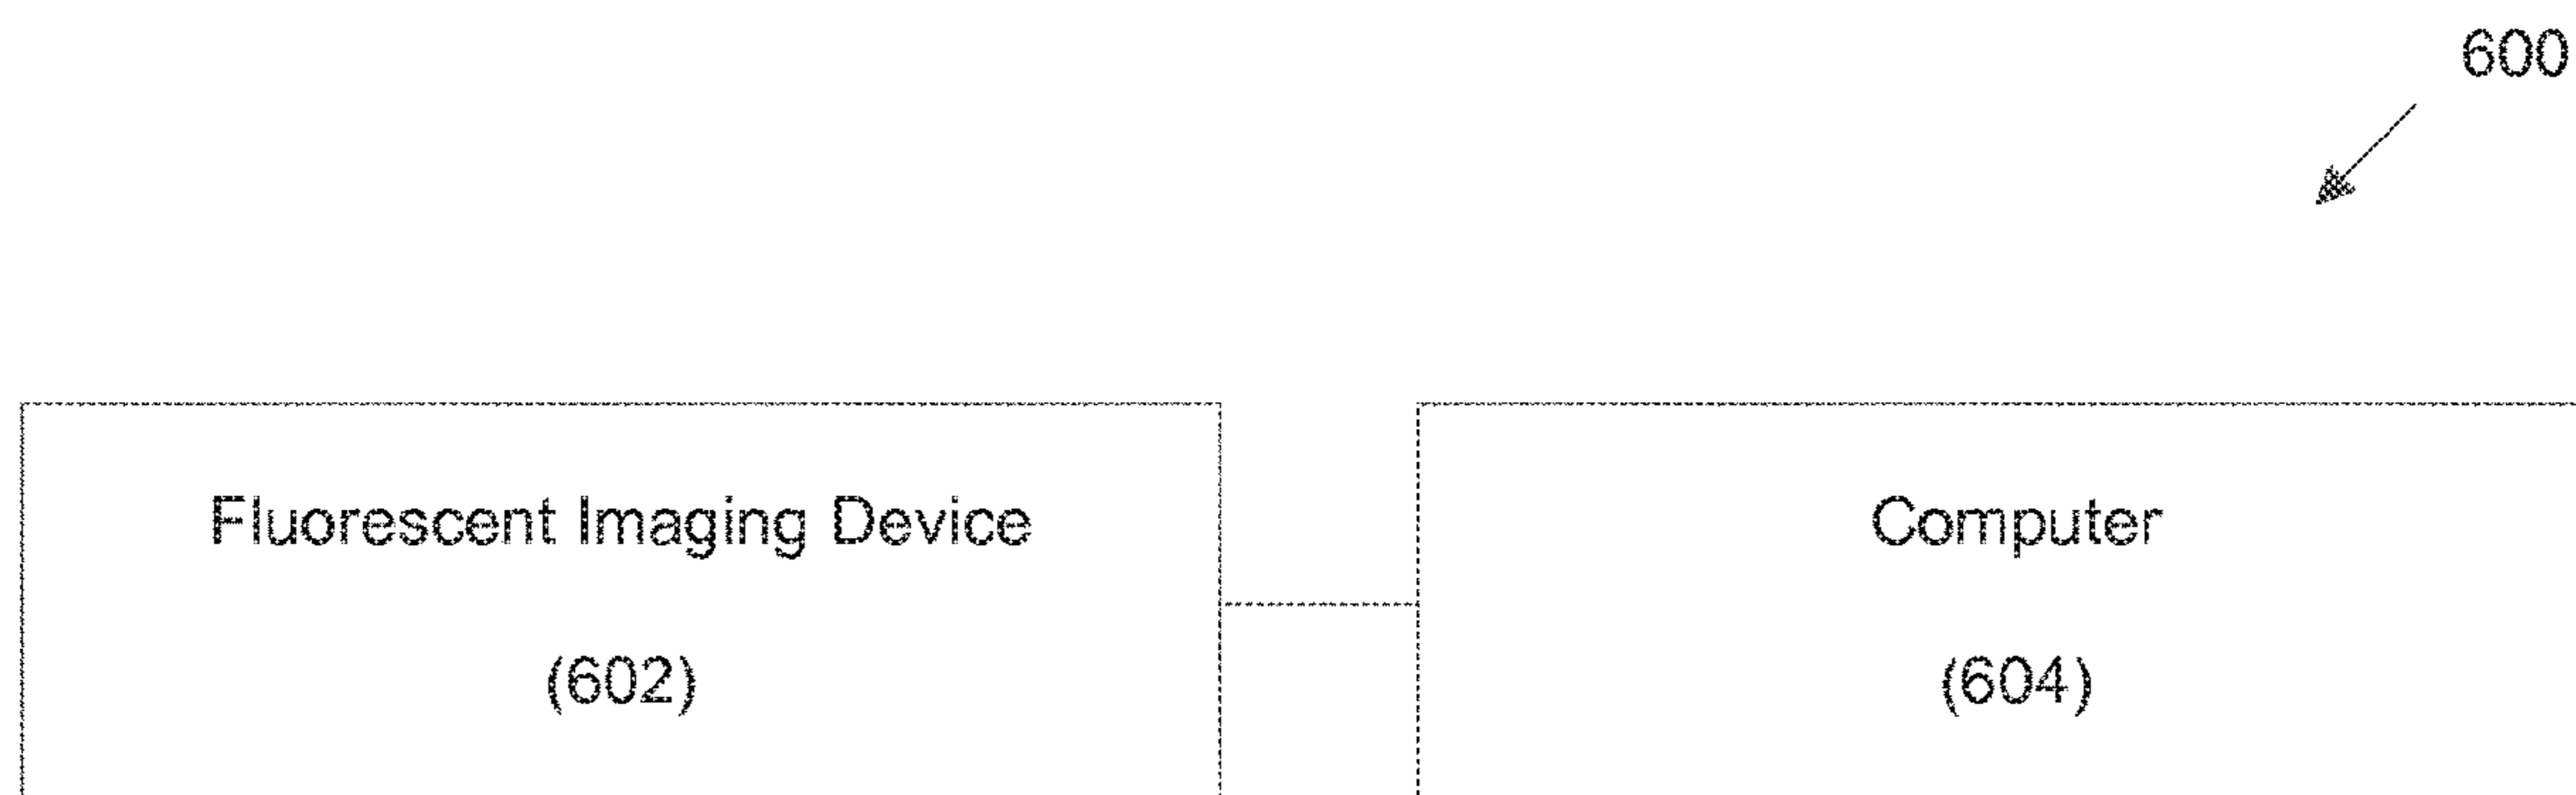 600
Fluorescent Imaging Device
(602)
Computer
(604)